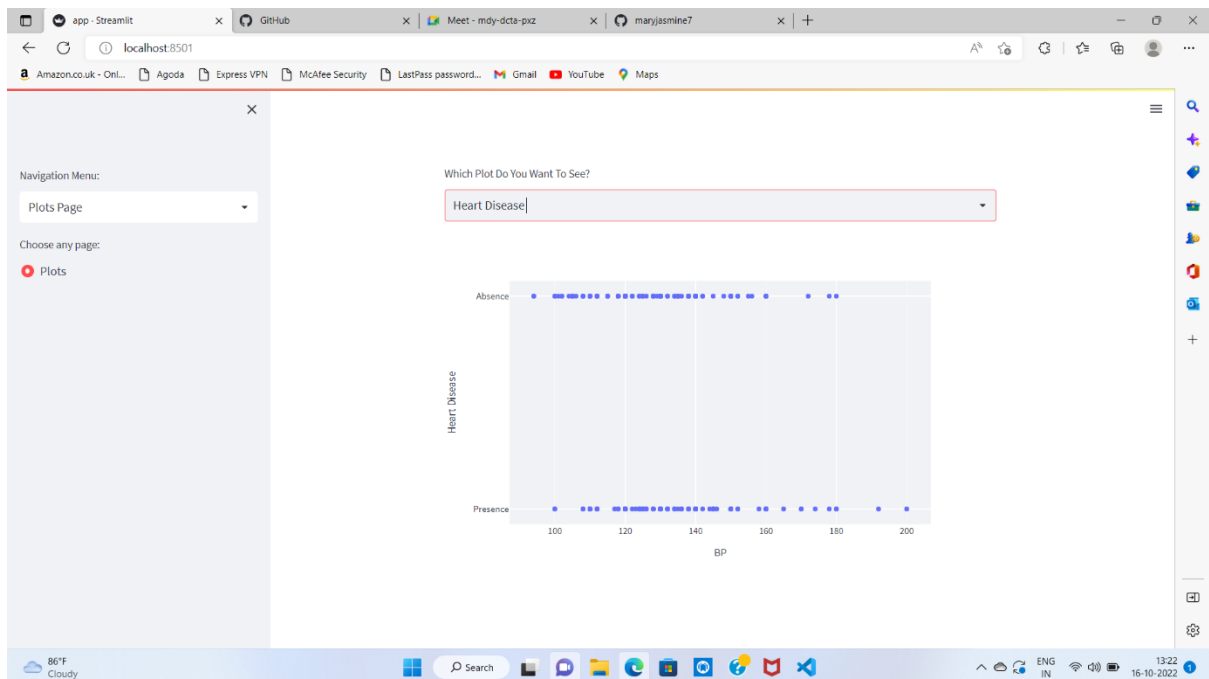 app - Streamlit
GitHub
Meet - mdy-dcta-pxz
maryjasmine7
localhost:8501
Amazon.co.uk - Onl...
Agoda
Express VPN
McAfee Security
LastPass password...
Gmail
YouTube
Maps
Navigation Menu:
Plots Page
Choose any page:
Plots
Which Plot Do You Want To See?
Heart Disease
Absence
Heart Disease
Presence
100 120 140 160 180 200
BP
86°F
Cloudy
Search
ENG
IN
13:22
16-10-2022
1